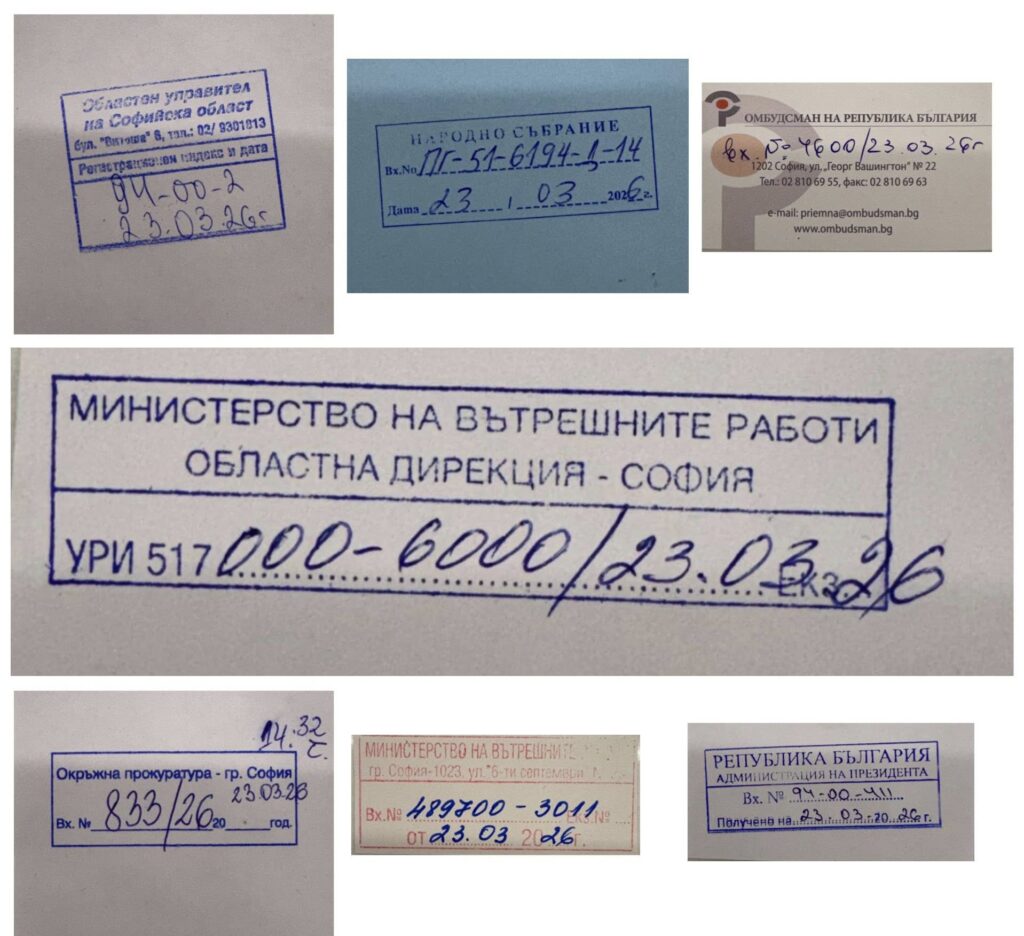 Областен управител
на Софийска област
бул. "Витоша" 6, тел.: 02/ 9301813
Регистрационен индекс и дата
94-00-2
23.03.26г.
НАРОДНО СЪБРАНИЕ
Вх.№ ПГ-51-6194-Д-14
Дата 23 . 03 2026 г.
ОМБУДСМАН НА РЕПУБЛИКА БЪЛГАРИЯ
вх. №4600/23.03.26г
1202 София, ул. „Георг Вашингтон" № 22
Тел.: 02 810 69 55, факс: 02 810 69 63
e-mail: priemna@ombudsman.bg
www.ombudsman.bg
МИНИСТЕРСТВО НА ВЪТРЕШНИТЕ РАБОТИ
ОБЛАСТНА ДИРЕКЦИЯ - СОФИЯ
УРИ 517000-6000/23.03.26
ЕКЗ.
14.32
ч.
Окръжна прокуратура - гр. София
23.03.26
Вх. № 833/26 20 год.
МИНИСТЕРСТВО НА ВЪТРЕШНИТЕ
гр. София-1023, ул. "6-ти септември"
Вх.№ 489700 - 3011 ЕКЗ.№
от 23.03 2026г.
РЕПУБЛИКА БЪЛГАРИЯ
АДМИНИСТРАЦИЯ НА ПРЕЗИДЕНТА
Вх. № 94-00-411
Получено на 23.03.2026 г.